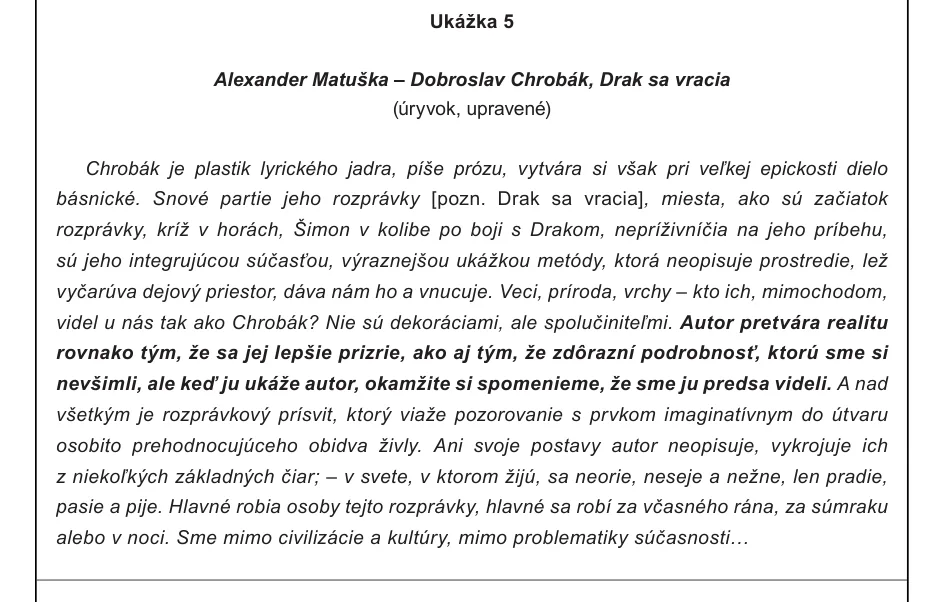 Ukážka 5
Alexander Matuška – Dobroslav Chrobák, Drak sa vracia
(úryvok, upravené)
Chrobák je plastik lyrického jadra, píše prózu, vytvára si však pri veľkej epickosti dielo
básnické. Snové partie jeho rozprávky [pozn. Drak sa vracia], miesta, ako sú začiatok
rozprávky, kríž v horách, Šimon v kolibe po boji s Drakom, nepríživníčia na jeho príbehu,
sú jeho integrujúcou súčasťou, výraznejšou ukážkou metódy, ktorá neopisuje prostredie, lež
vyčarúva dejový priestor, dáva nám ho a vnucuje. Veci, príroda, vrchy – kto ich, mimochodom,
videl u nás tak ako Chrobák? Nie sú dekoráciami, ale spolučiniteľmi. Autor pretvára realitu
rovnako tým, že sa jej lepšie prizrie, ako aj tým, že zdôrazní podrobnosť, ktorú sme si
nevšimli, ale keď ju ukáže autor, okamžite si spomenieme, že sme ju predsa videli. A nad
všetkým je rozprávkový prísvit, ktorý viaže pozorovanie s prvkom imaginatívnym do útvaru
osobito prehodnocujúceho obidva živly. Ani svoje postavy autor neopisuje, vykrojuje ich
z niekoľkých základných čiar; – v svete, v ktorom žijú, sa neorie, neseje a nežne, len pradie,
pasie a pije. Hlavné robia osoby tejto rozprávky, hlavné sa robí za včasného rána, za súmraku
alebo v noci. Sme mimo civilizácie a kultúry, mimo problematiky súčasnosti…